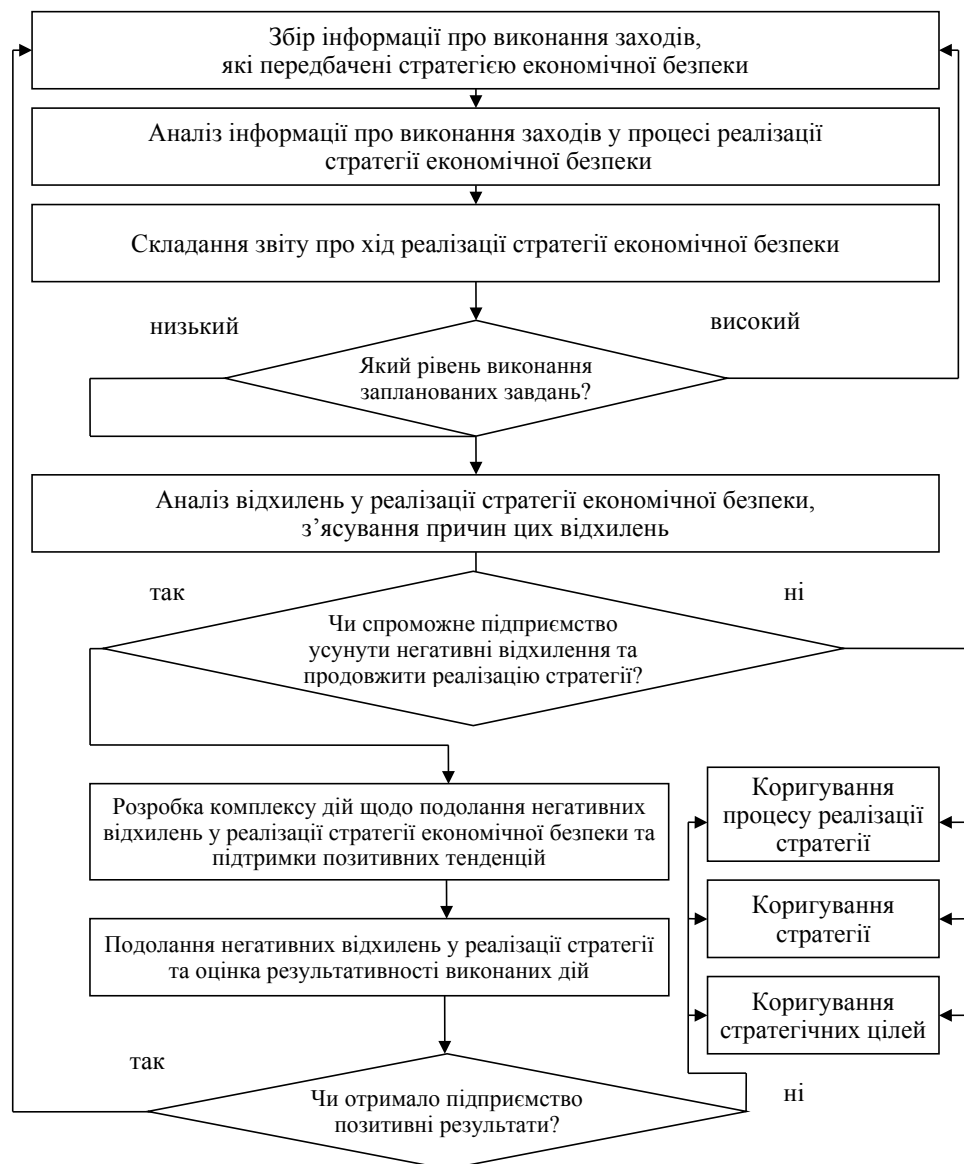 Збір інформації про виконання заходів,
які передбачені стратегією економічної безпеки
Аналіз інформації про виконання заходів у процесі реалізації
стратегії економічної безпеки
Складання звіту про хід реалізації стратегії економічної безпеки
низький
високий
Який рівень виконання
запланованих завдань?
Аналіз відхилень у реалізації стратегії економічної безпеки,
з’ясування причин цих відхилень
так
ні
Чи спроможне підприємство
усунути негативні відхилення та
продовжити реалізацію стратегії?
Розробка комплексу дій щодо подолання негативних
відхилень у реалізації стратегії економічної безпеки та
підтримки позитивних тенденцій
Коригування
процесу реалізації
стратегії
Коригування
стратегії
Подолання негативних відхилень у реалізації стратегії
та оцінка результативності виконаних дій
Коригування
стратегічних цілей
так
ні
Чи отримало підприємство
позитивні результати?